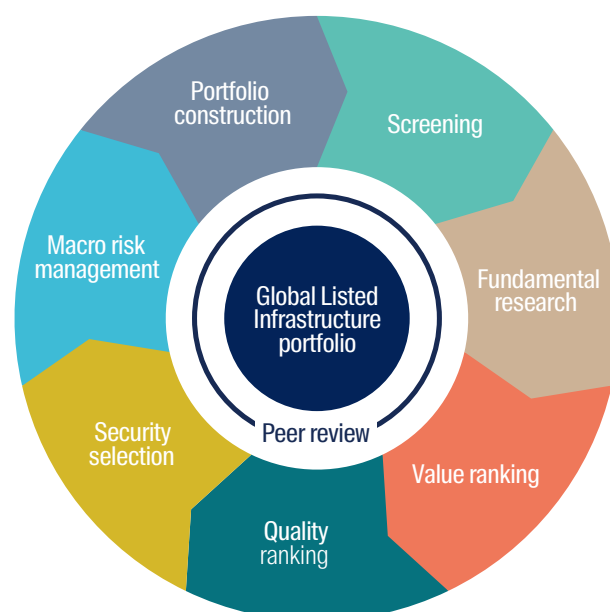 Portfolio
construction
Screening
Fundamental
research
Value ranking
Quality
ranking
Security
selection
Macro risk
management
Global Listed
Infrastructure
portfolio
Peer review